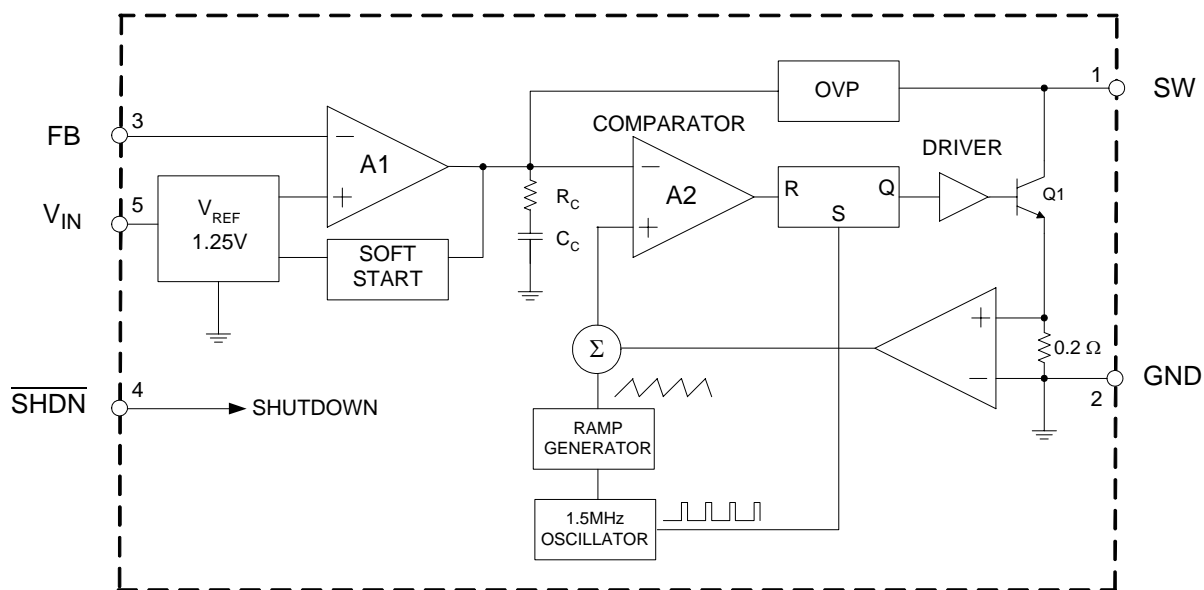 OVP
1
SW
3
FB
−
A1
+
COMPARATOR
−
A2
+
DRIVER
R
Q
S
Q1
5
V_IN
V_REF
1.25V
R_C
C_C
SOFT
START
+
−
0.2 Ω
Σ
GND
2
4
SHDN
SHUTDOWN
RAMP
GENERATOR
1.5MHz
OSCILLATOR